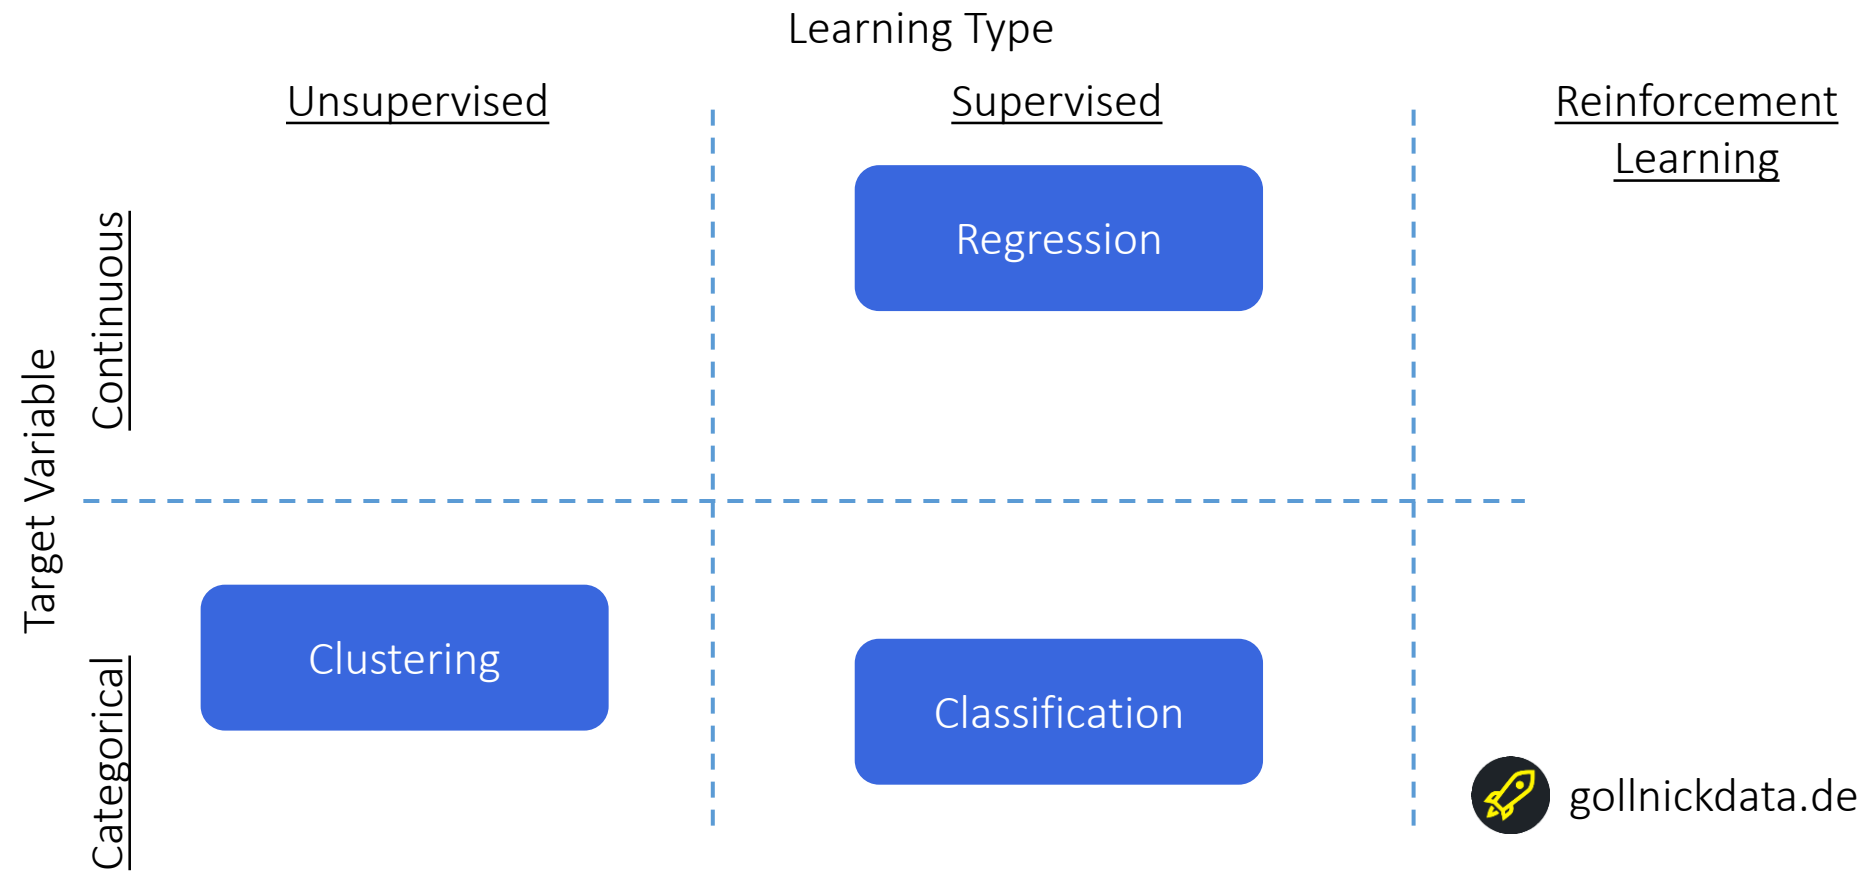 Learning Type
Unsupervised
Supervised
Reinforcement
Learning
Target Variable
Continuous
Regression
Categorical
Clustering
Classification
gollnickdata.de